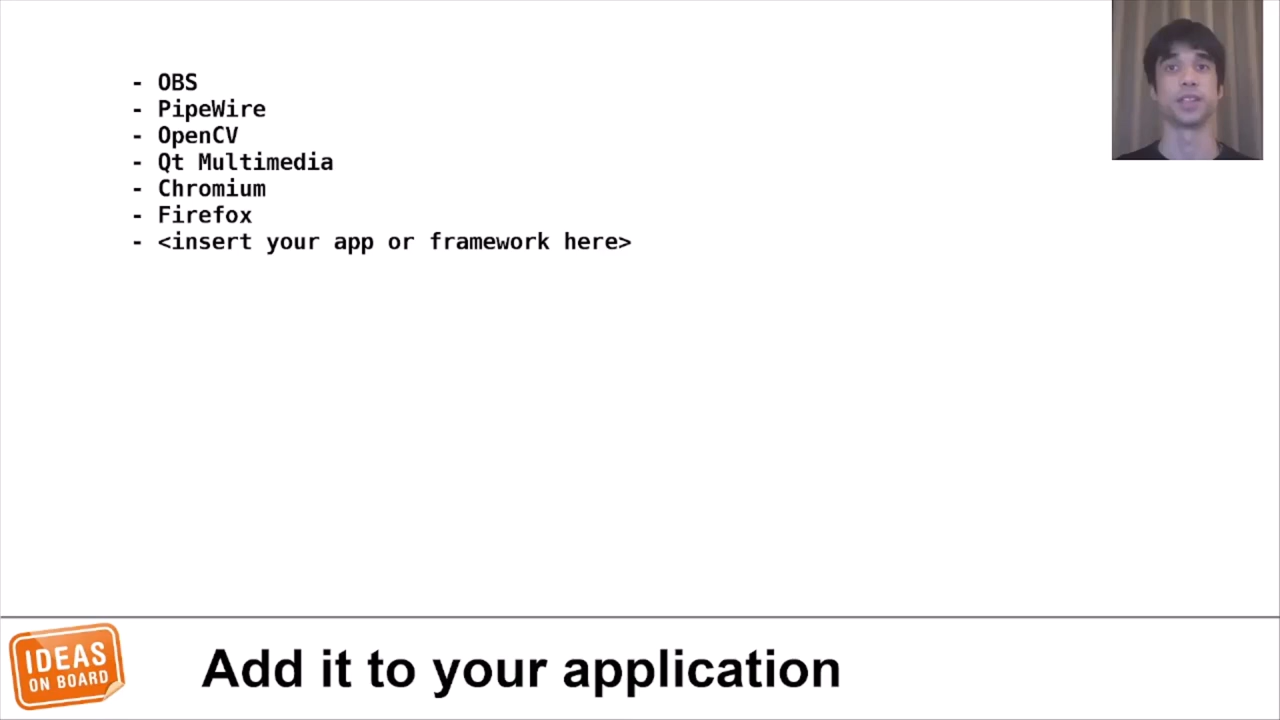 - OBS
- PipeWire
- OpenCV
- Qt Multimedia
- Chromium
- Firefox
- <insert your app or framework here>
IDEAS
ON BOARD
Add it to your application